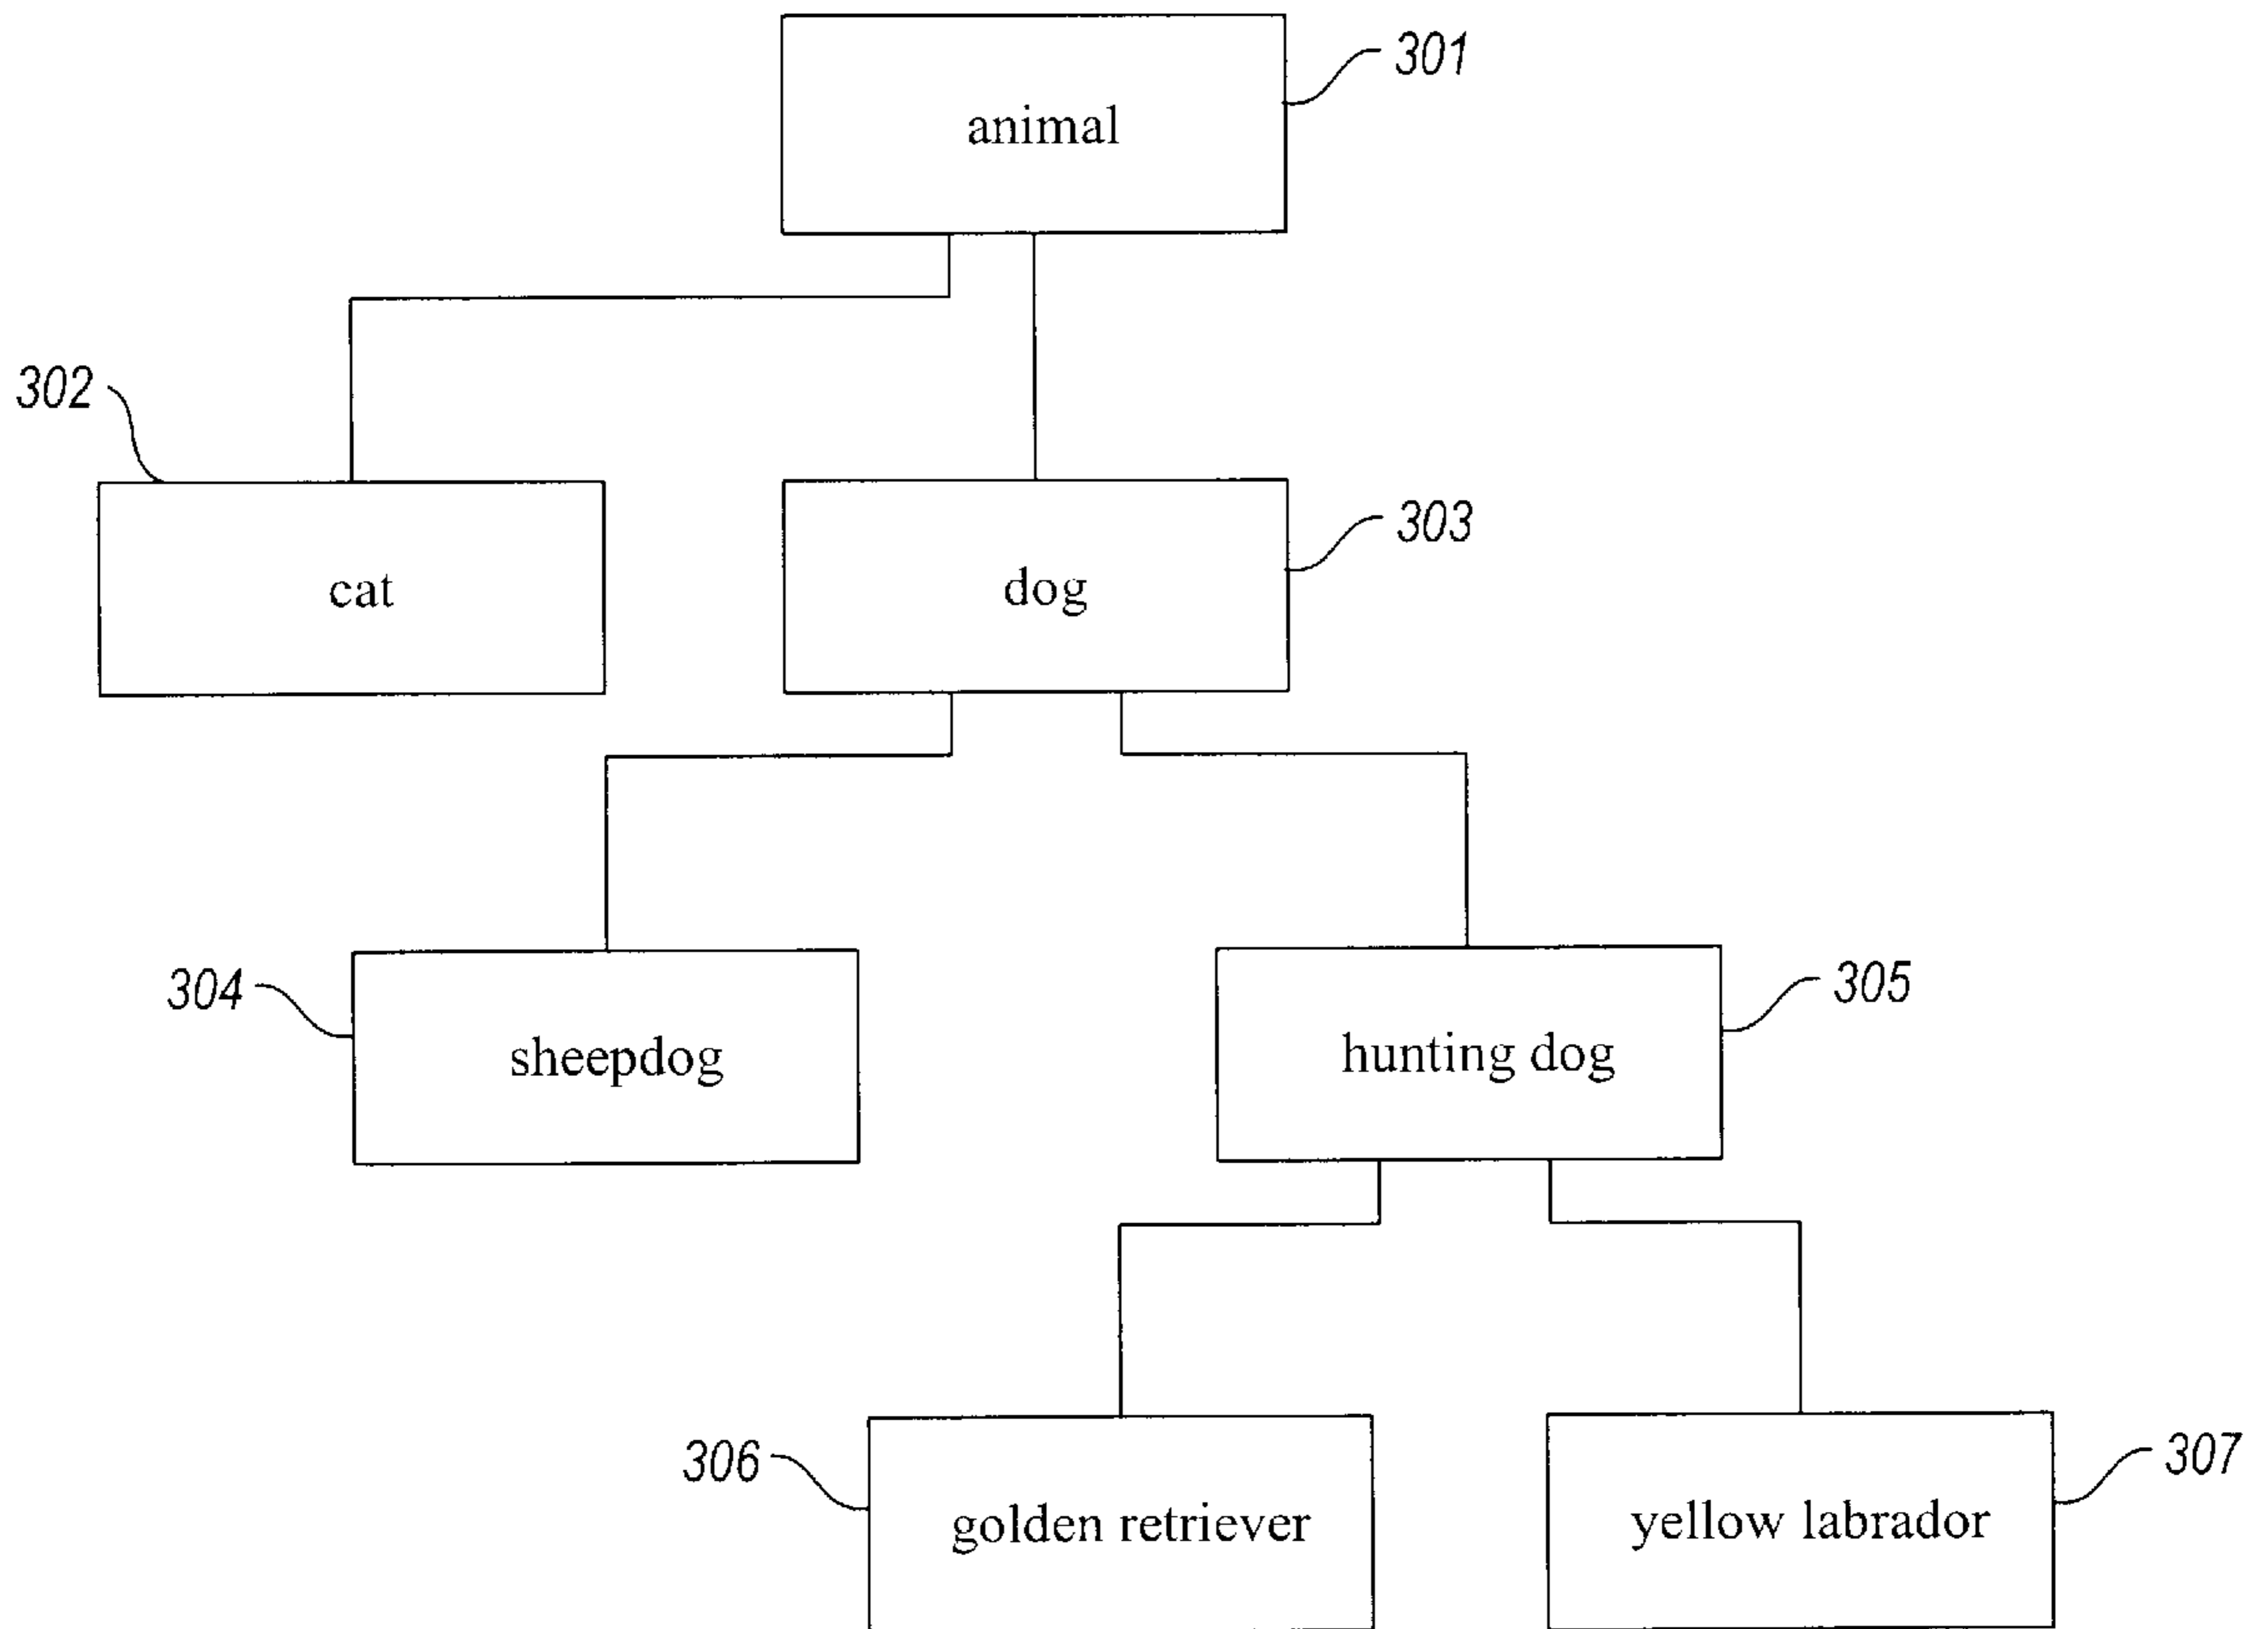 301
animal
302
303
cat
dog
304
305
sheepdog
hunting dog
306
307
golden retriever
yellow labrador